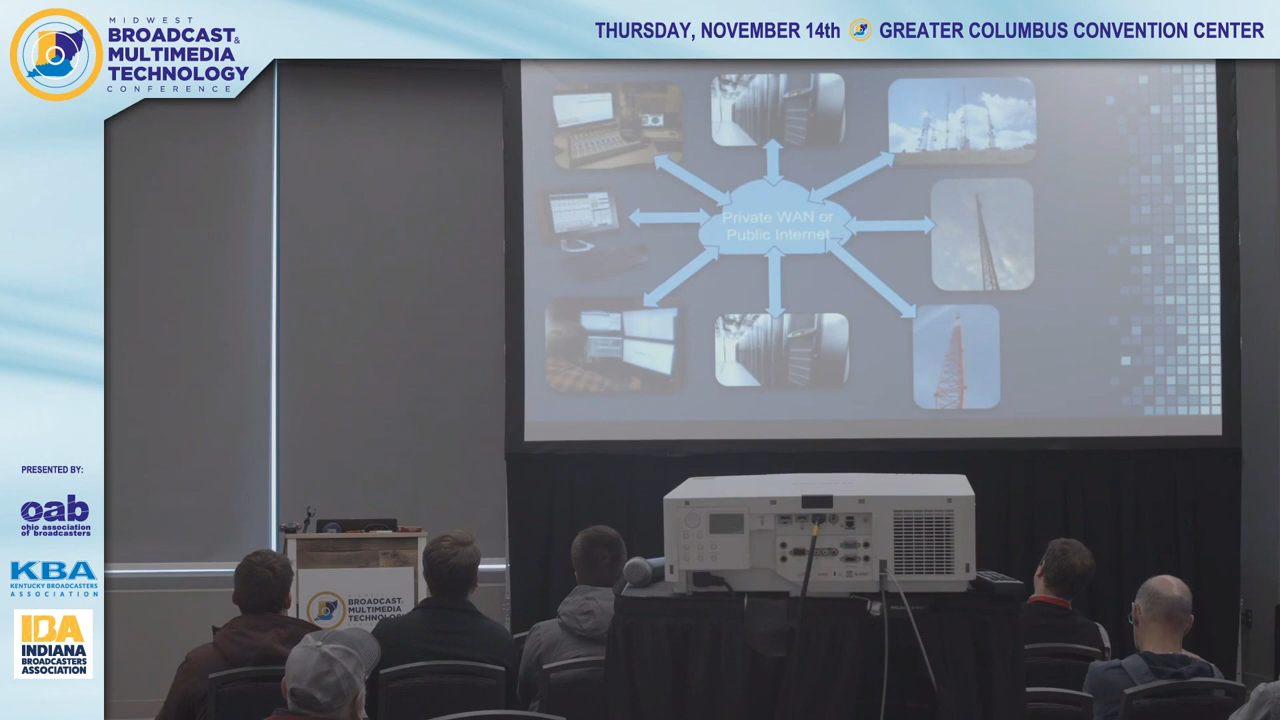 MIDWEST
BROADCAST &
MULTIMEDIA
TECHNOLOGY
CONFERENCE
THURSDAY, NOVEMBER 14th
GREATER COLUMBUS CONVENTION CENTER
Private WAN or
Public Internet
PRESENTED BY:
oab
ohio association
of broadcasters
KBA
KENTUCKY BROADCASTERS
ASSOCIATION
IBA
INDIANA
BROADCASTERS
ASSOCIATION
BROADCAST
MULTIMEDIA
TECHNOLOGY